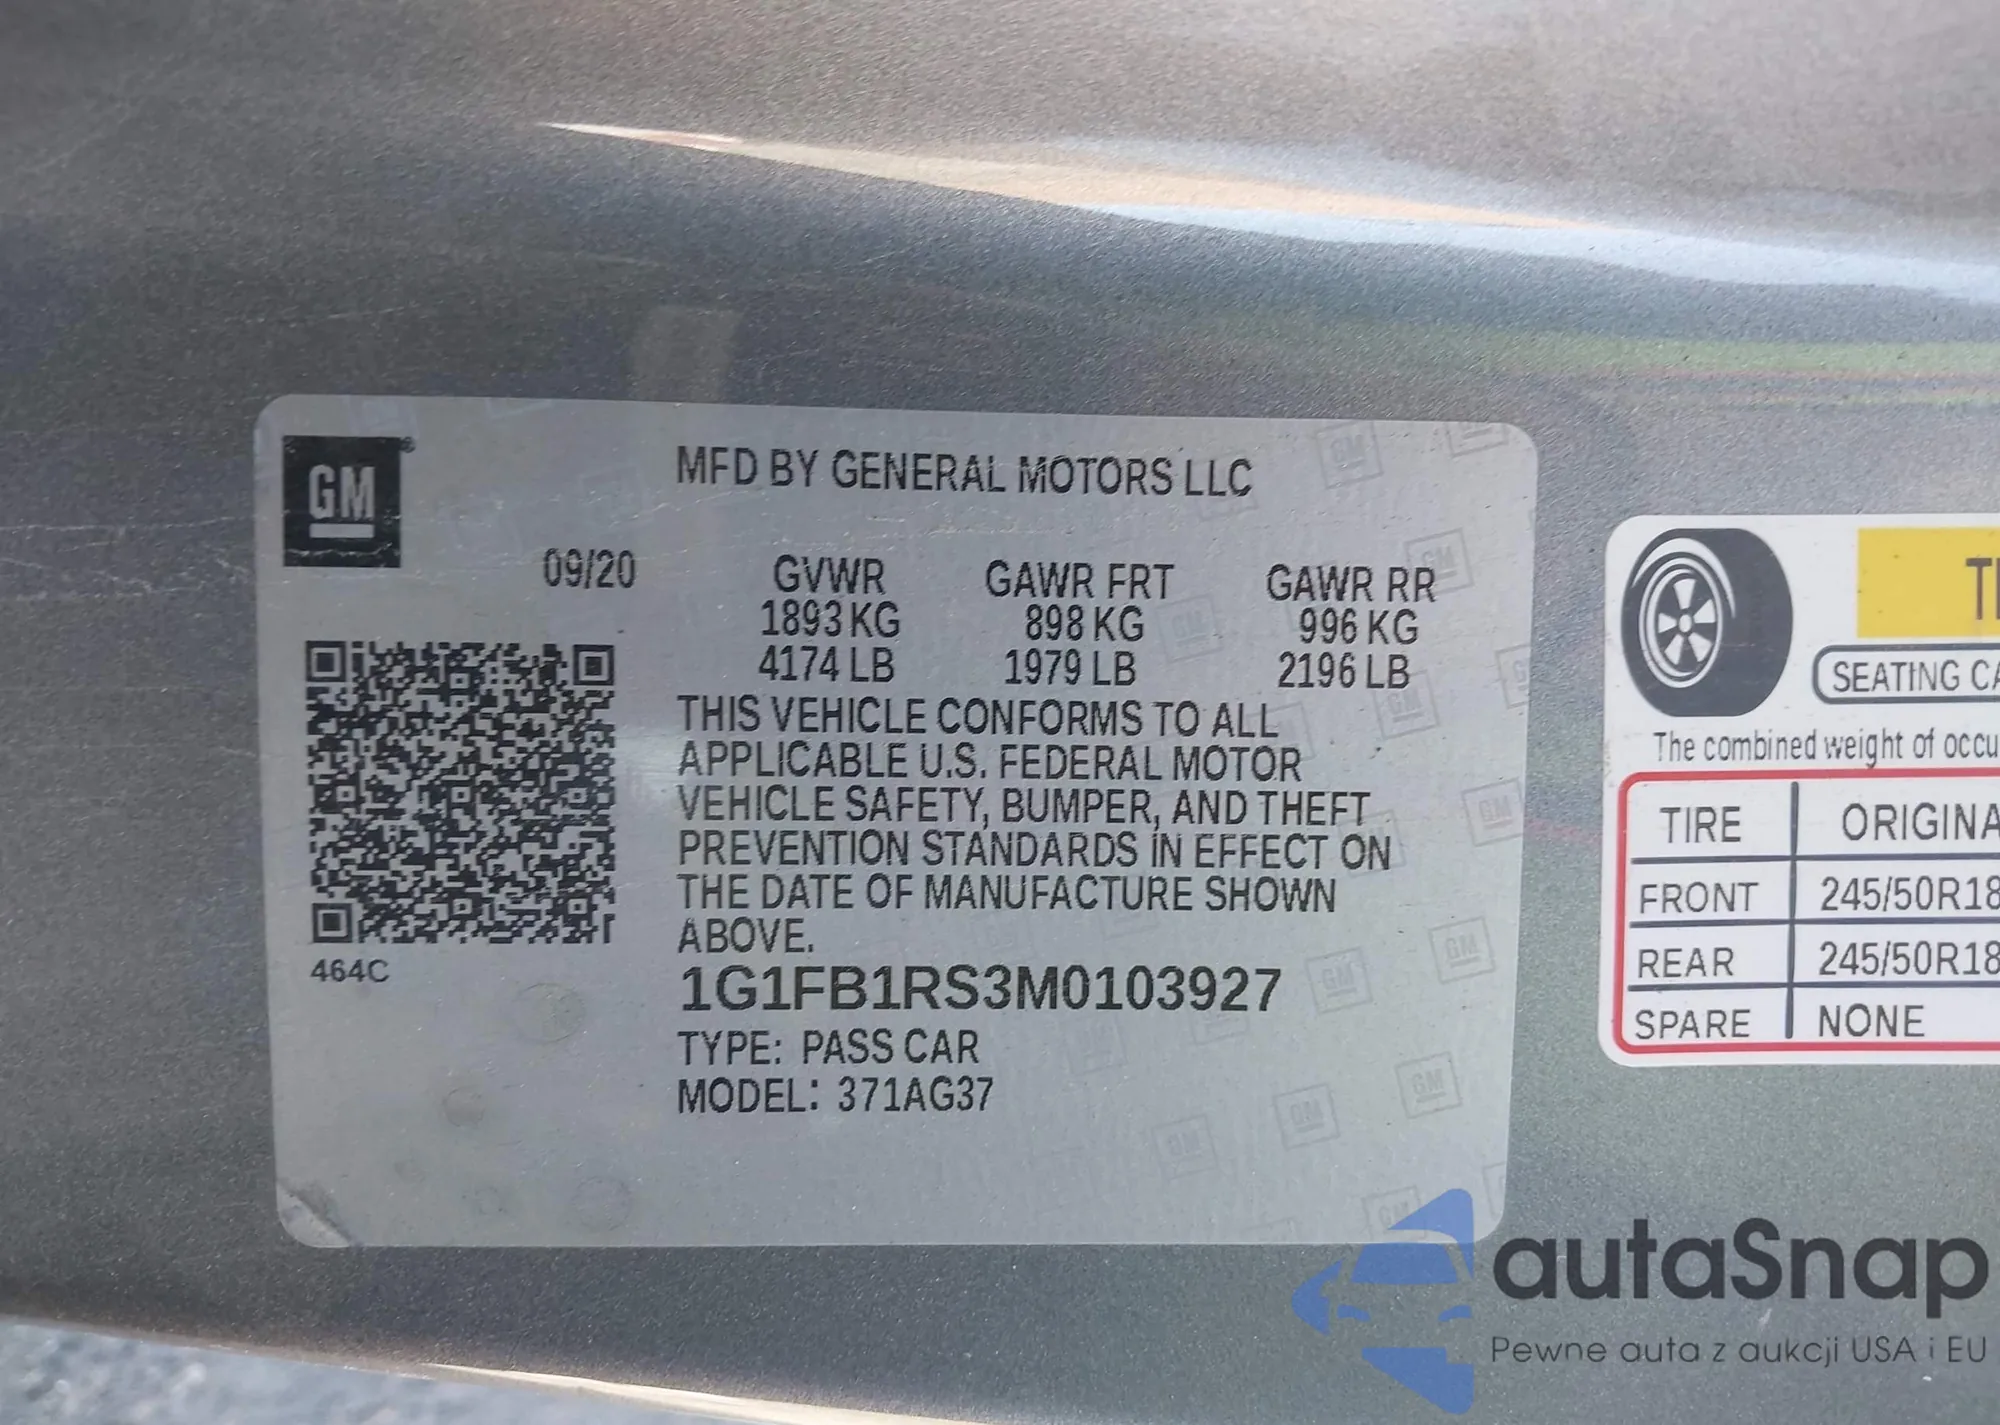 GM
MFD BY GENERAL MOTORS LLC
09/20
GVWR GAWR FRT GAWR RR
1893 KG 898 KG 996 KG
4174 LB 1979 LB 2196 LB
THIS VEHICLE CONFORMS TO ALL
APPLICABLE U.S. FEDERAL MOTOR
VEHICLE SAFETY, BUMPER, AND THEFT
PREVENTION STANDARDS IN EFFECT ON
THE DATE OF MANUFACTURE SHOWN
ABOVE.
464C
1G1FB1RS3M0103927
TYPE: PASS CAR
MODEL: 371AG37
SEATING
The combined weight of
TIRE
FRONT 245/50R18
REAR 245/50R18
SPARE NONE
autaSnap
Pewne auta z aukcji USA i EU